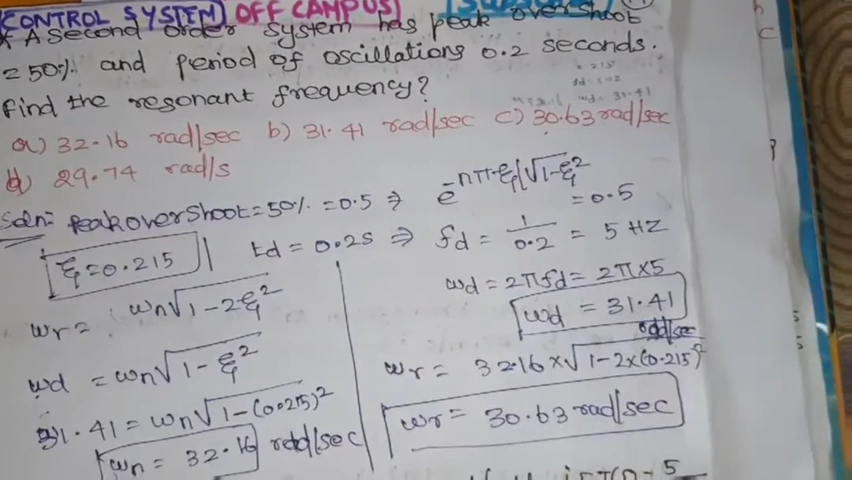 CONTROL SYSTEM OFF CAMPUS
A Second order system has peak overshoot
= 50% and period of oscillations 0.2 seconds.
Find the resonant frequency?
a) 32.16 rad/sec b) 31.41 rad/sec c) 30.63 rad/sec
d) 29.74 rad/s
Soln: Peak overshoot = 50% = 0.5 ⇒ e^-nπξ/√1-ξ² = 0.5
ξ = 0.215
td = 0.2s ⇒ fd = 1/0.2 = 5 HZ
ωd = 2πfd = 2π×5
ωd = 31.41 rad/sec
ωr = ωn√1-2ξ²
ωd = ωn√1-ξ²
31.41 = ωn√1-(0.215)²
ωn = 32.16 rad/sec
ωr = 32.16×√1-2×(0.215)²
ωr = 30.63 rad/sec